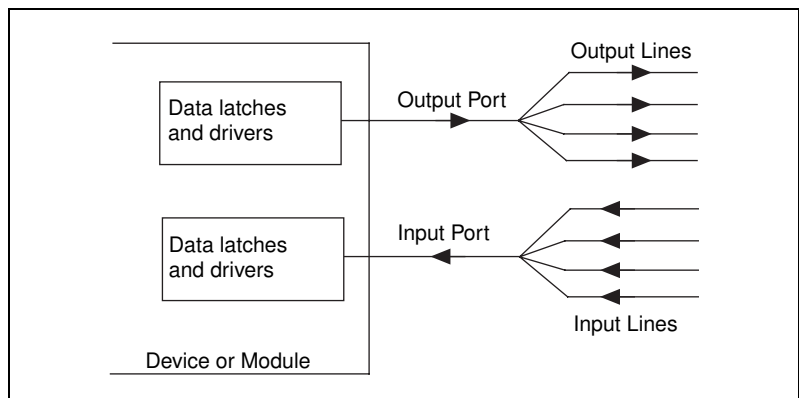 Output Lines
Data latches
and drivers
Output Port
Data latches
and drivers
Input Port
Input Lines
Device or Module